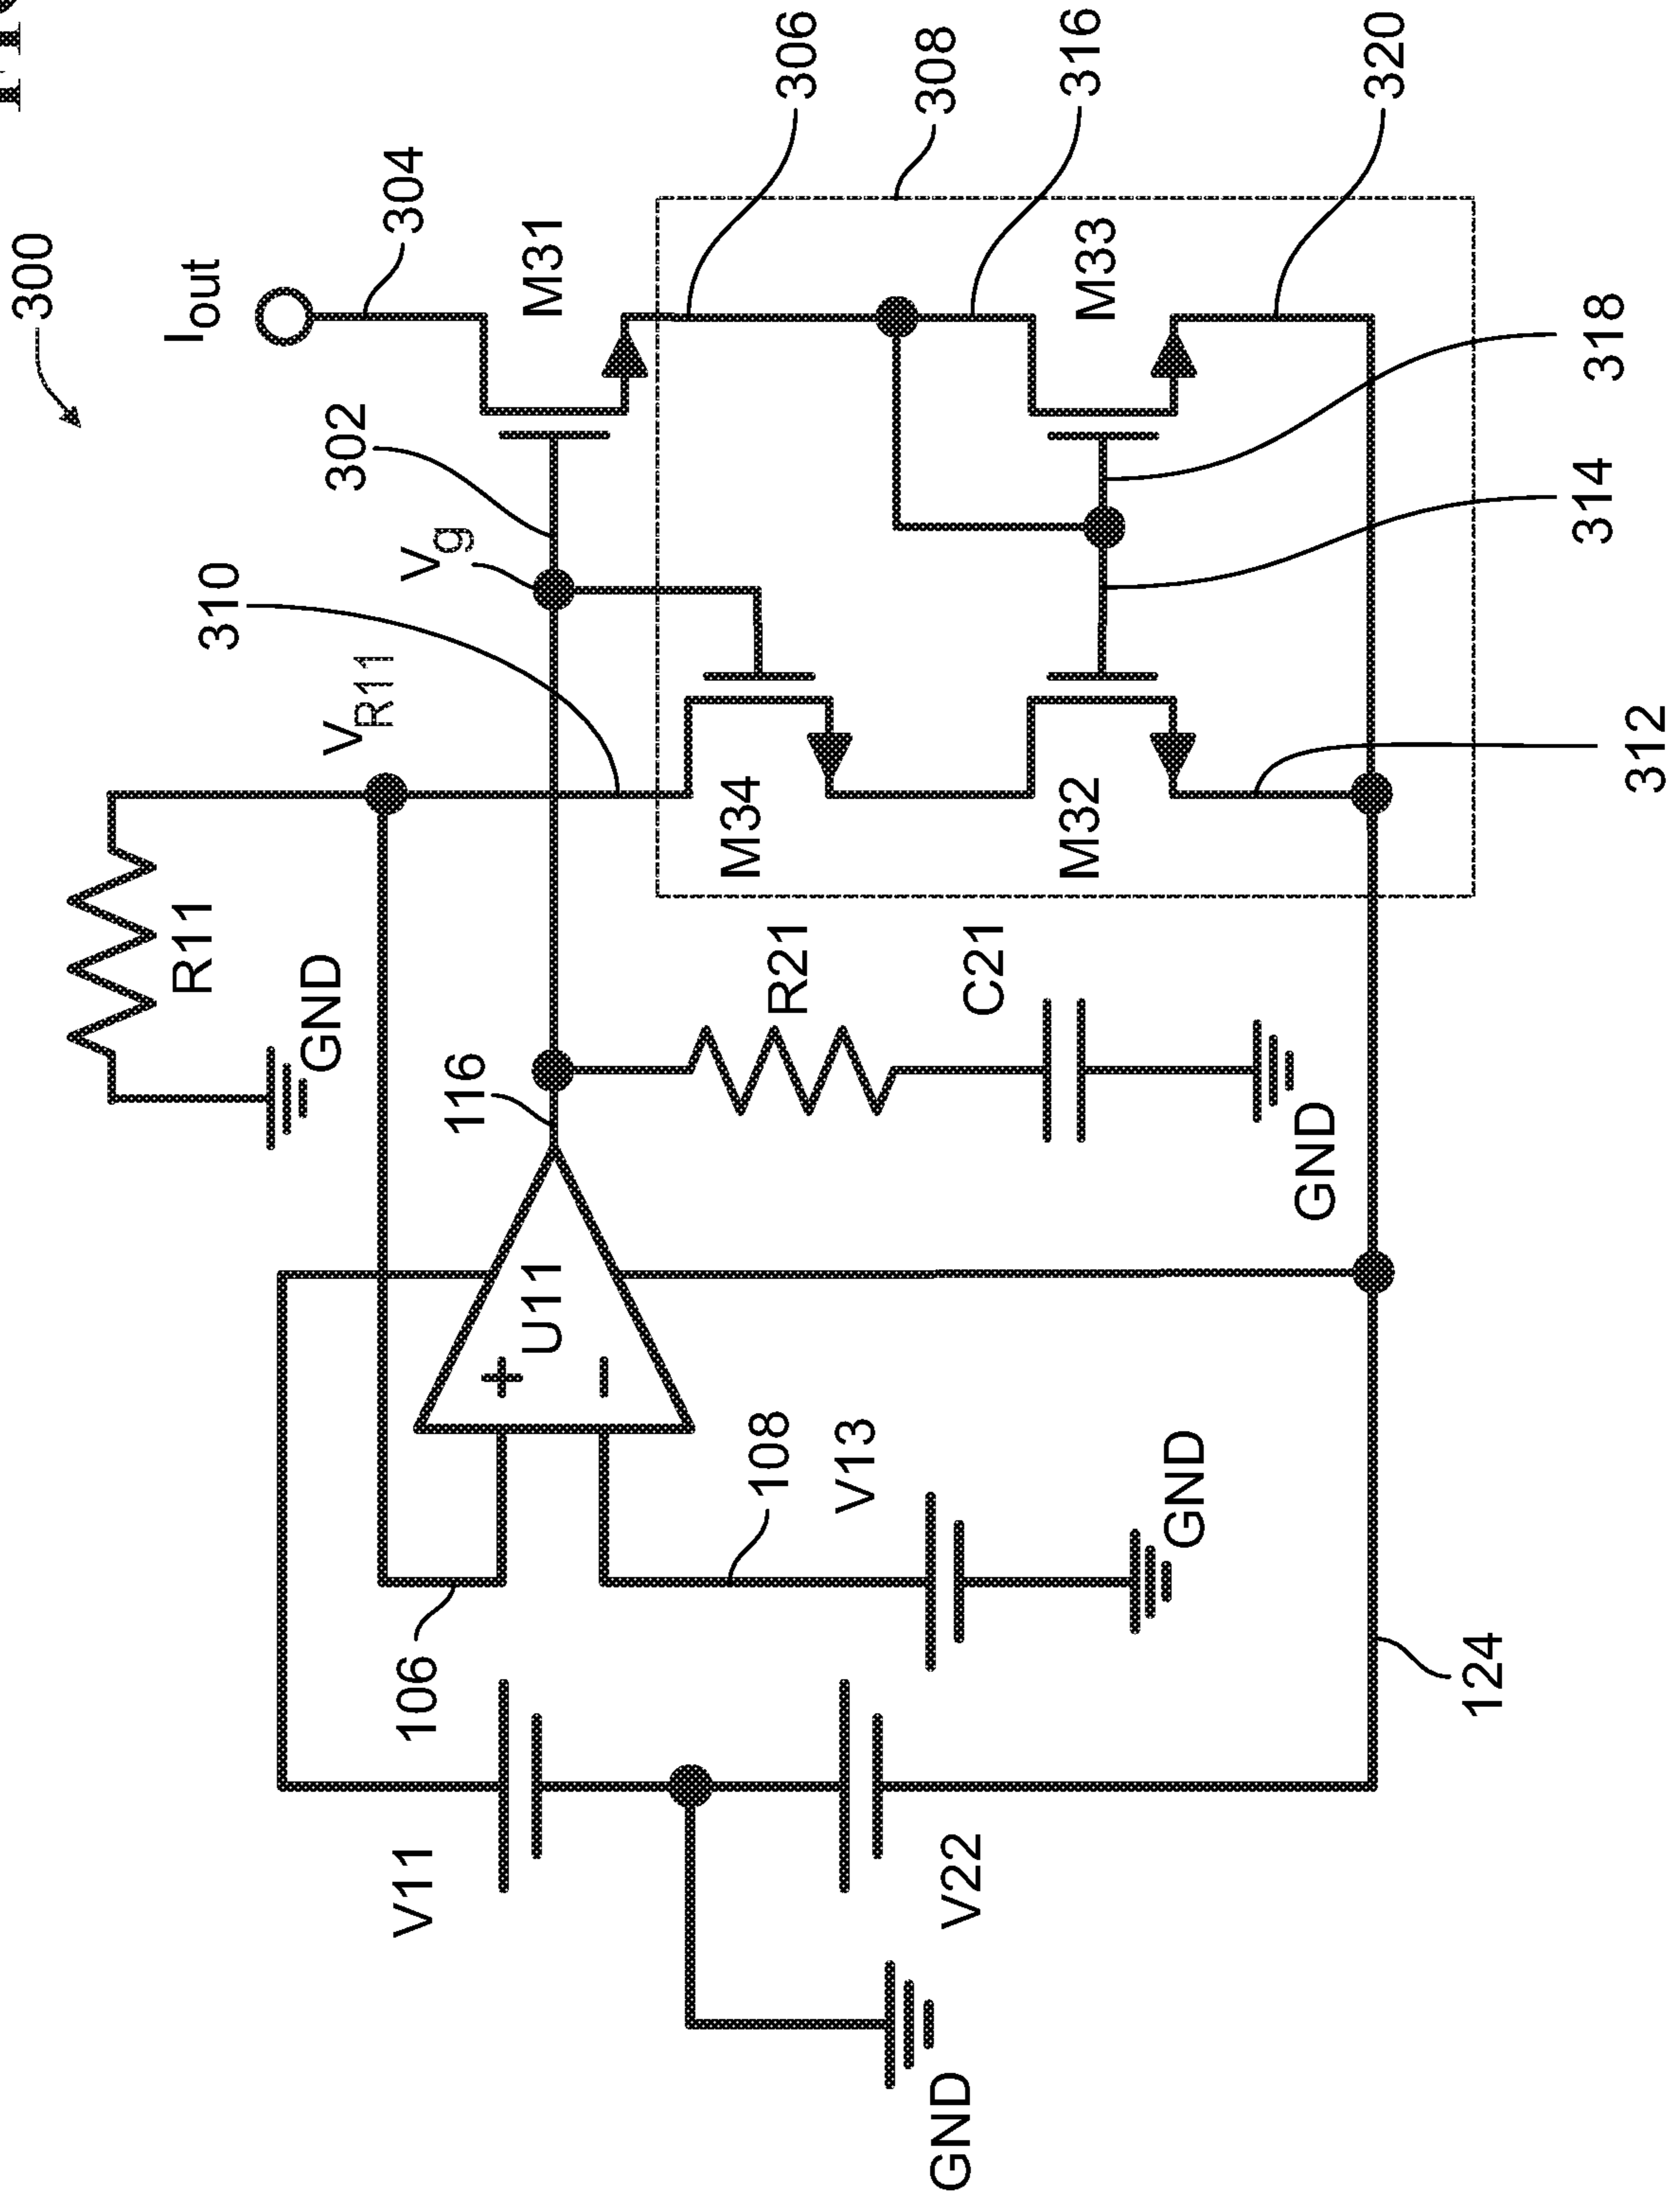 300
Iout
304
M31
306
308
316
M33
320
302
Vg
310
VR11
318
314
M34
M32
312
R11
GND
116
R21
C21
GND
U11
+
−
106
108
V13
GND
V11
V22
GND
124